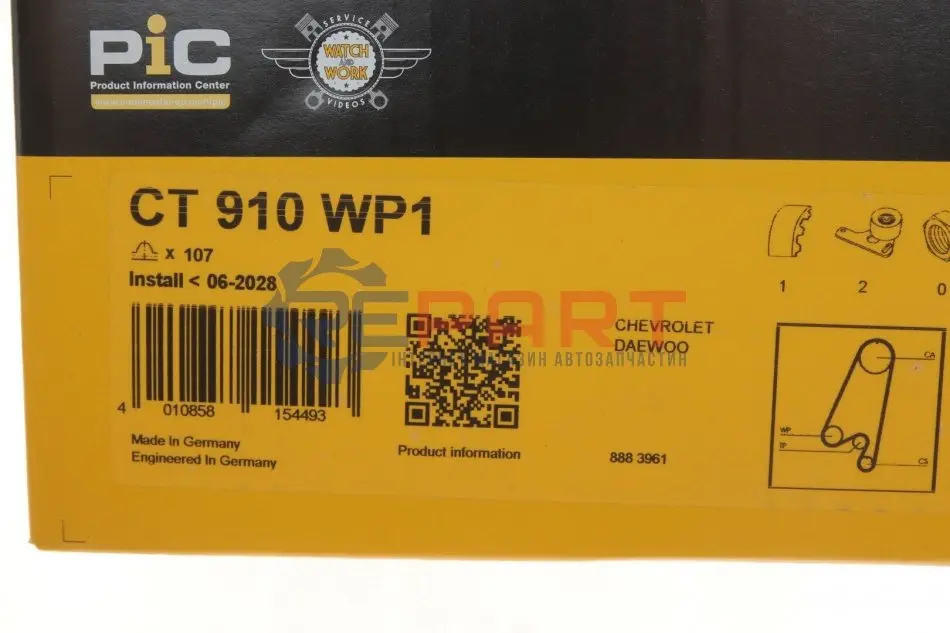 PiC
Product Information Center
SERVICE
WATCH
AND
WORK
VIDEOS
CT 910 WP1
x 107
Install < 06-2028
1
2
0
REPART
ІНТЕРНЕТ МАГАЗИН АВТОЗАПЧАСТИН
CHEVROLET
DAEWOO
CA
WP
TP
CS
4 010858 154493
Made In Germany
Engineered In Germany
Product information
888 3961